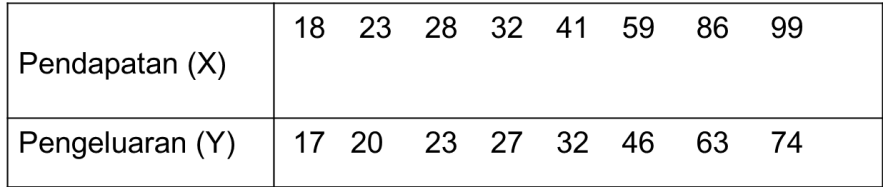 18 23 28 32 41 59 86 99
Pendapatan (X)
Pengeluaran (Y) 17 20 23 27 32 46 63 74